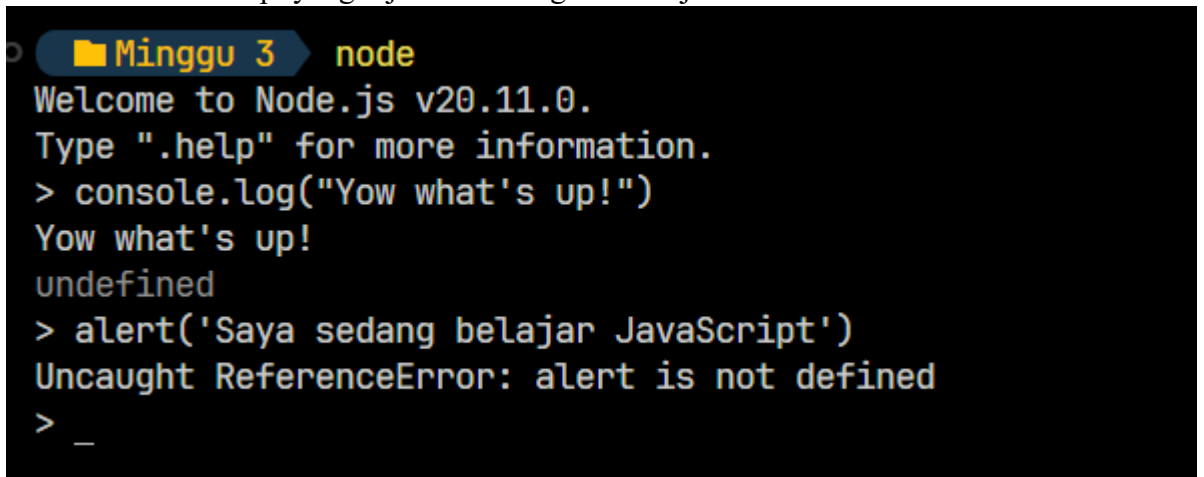 Minggu 3 node
Welcome to Node.js v20.11.0.
Type ".help" for more information.
> console.log("Yow what's up!")
Yow what's up!
undefined
> alert('Saya sedang belajar JavaScript')
Uncaught ReferenceError: alert is not defined
> _